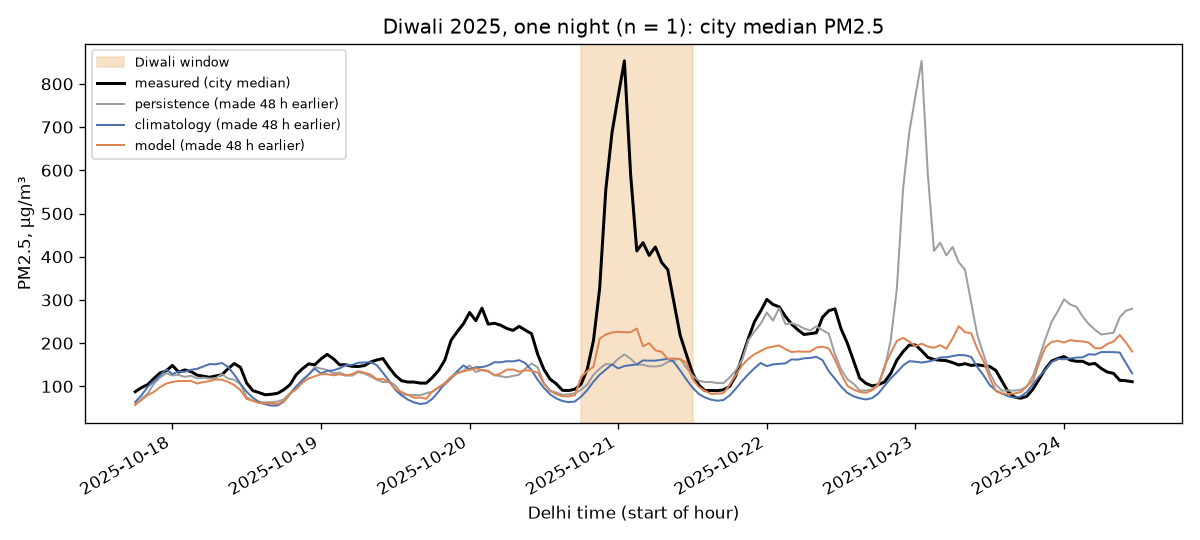 Diwali 2025, one night (n = 1): city median PM2.5
Diwali window
measured (city median)
persistence (made 48 h earlier)
climatology (made 48 h earlier)
model (made 48 h earlier)
PM2.5, µg/m³
800
700
600
500
400
300
200
100
2025-10-18
2025-10-19
2025-10-20
2025-10-21
2025-10-22
2025-10-23
2025-10-24
Delhi time (start of hour)